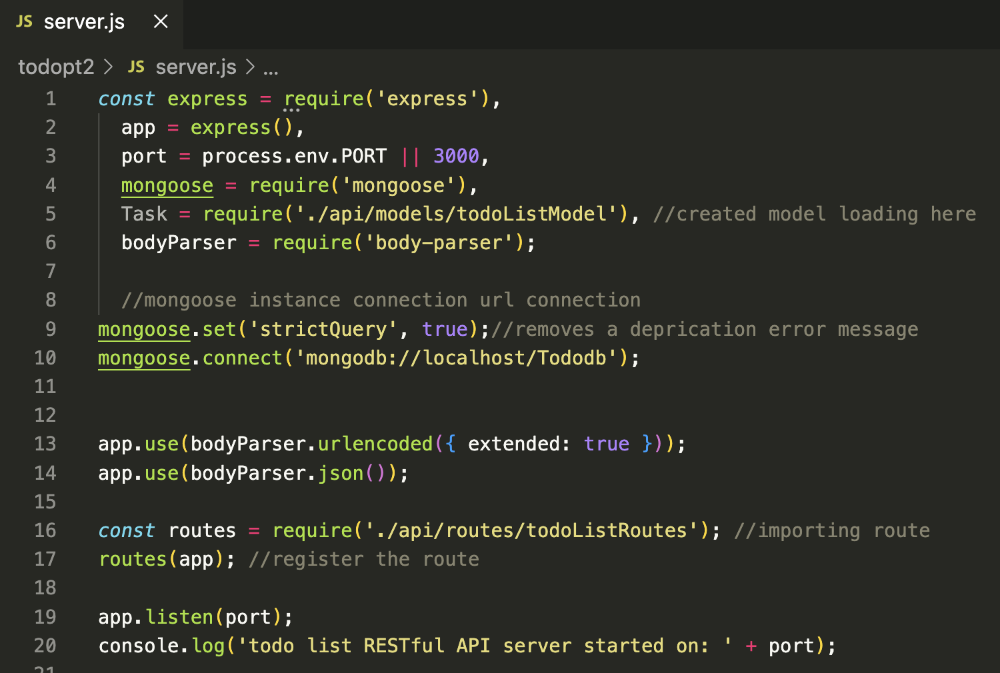 JS server.js ×
todopt2 > JS server.js > ...
1 const express = require('express'),
2 app = express(),
3 port = process.env.PORT || 3000,
4 mongoose = require('mongoose'),
5 Task = require('./api/models/todoListModel'), //created model loading here
6 bodyParser = require('body-parser');
7
8 //mongoose instance connection url connection
9 mongoose.set('strictQuery', true);//removes a deprication error message
10 mongoose.connect('mongodb://localhost/Tododb');
11
12
13 app.use(bodyParser.urlencoded({ extended: true }));
14 app.use(bodyParser.json());
15
16 const routes = require('./api/routes/todoListRoutes'); //importing route
17 routes(app); //register the route
18
19 app.listen(port);
20 console.log('todo list RESTful API server started on: ' + port);
21